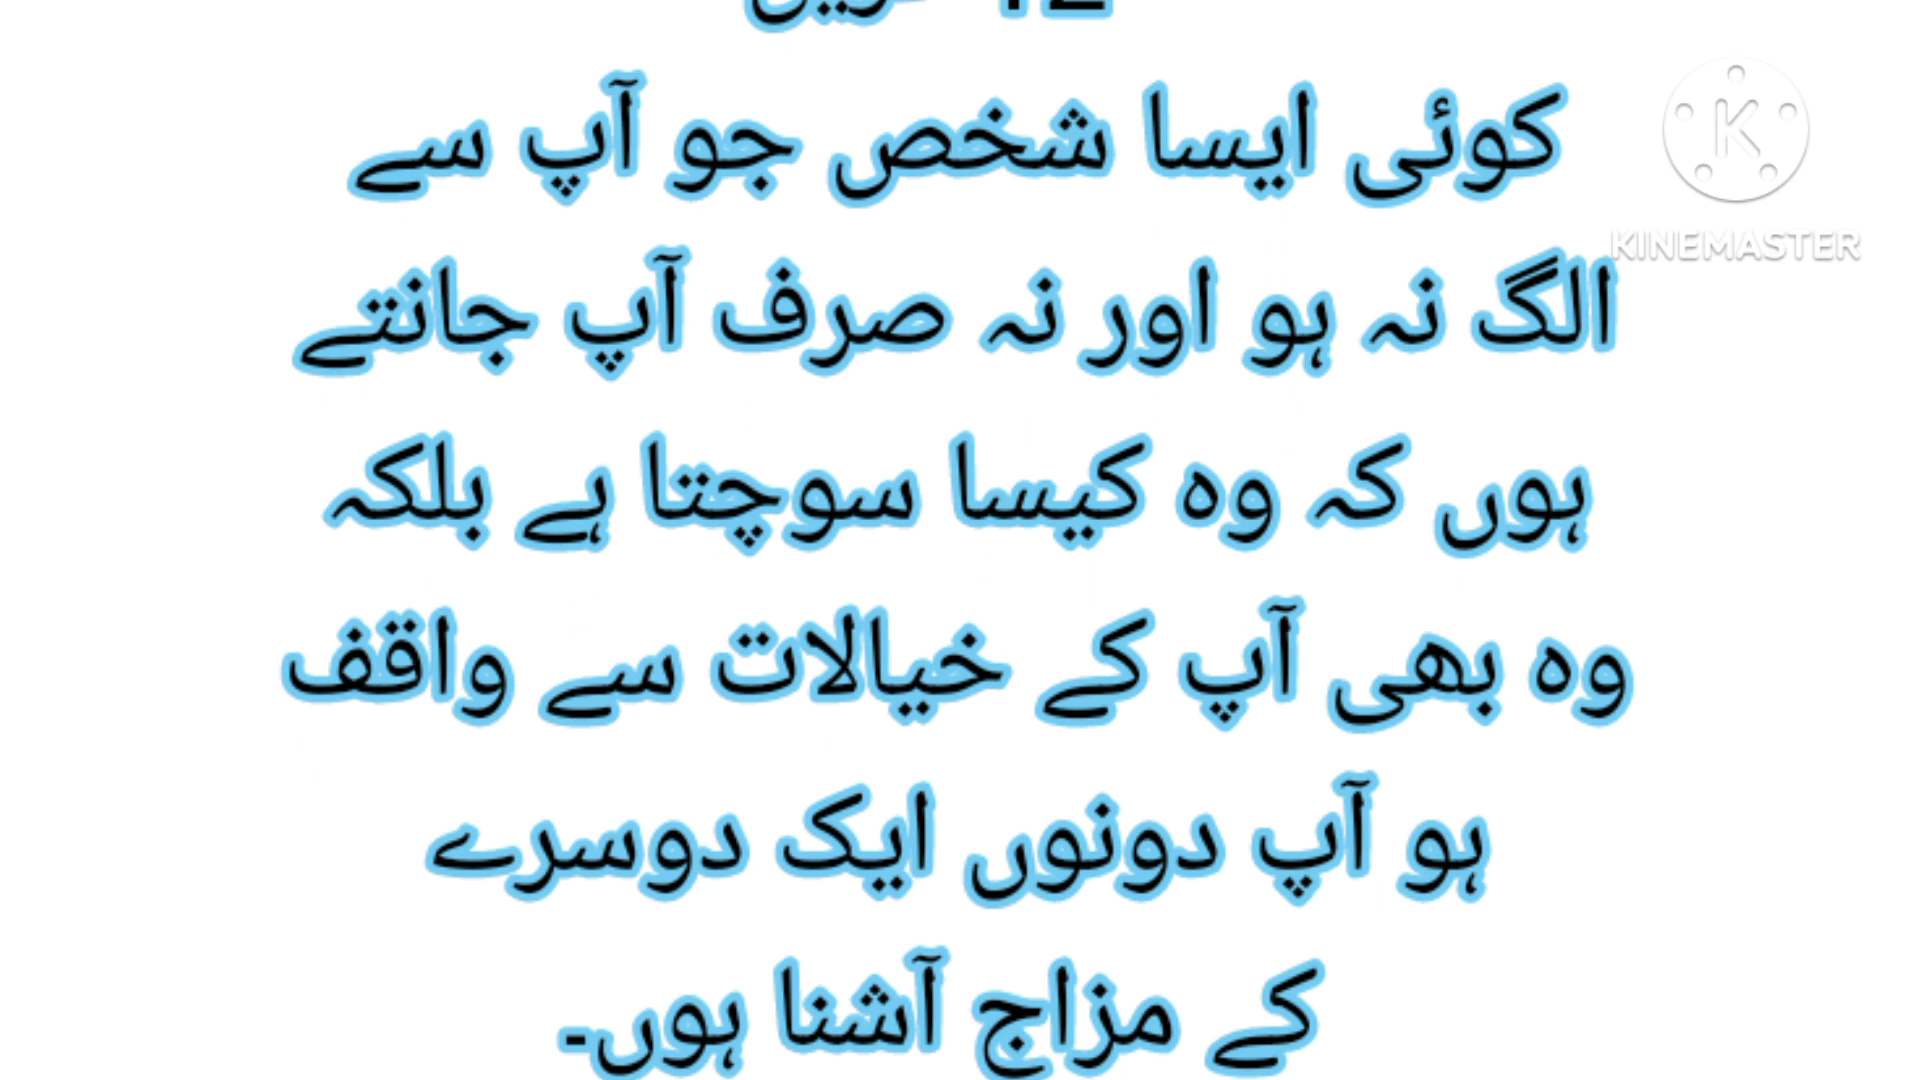 کوئی ایسا شخص جو آپ سے
الگ نہ ہو اور نہ صرف آپ جانتے
ہوں کہ وہ کیسا سوچتا ہے بلکہ
وہ بھی آپ کے خیالات سے واقف
ہو آپ دونوں ایک دوسرے
کے مزاج آشنا ہوں۔
K
KINEMASTER